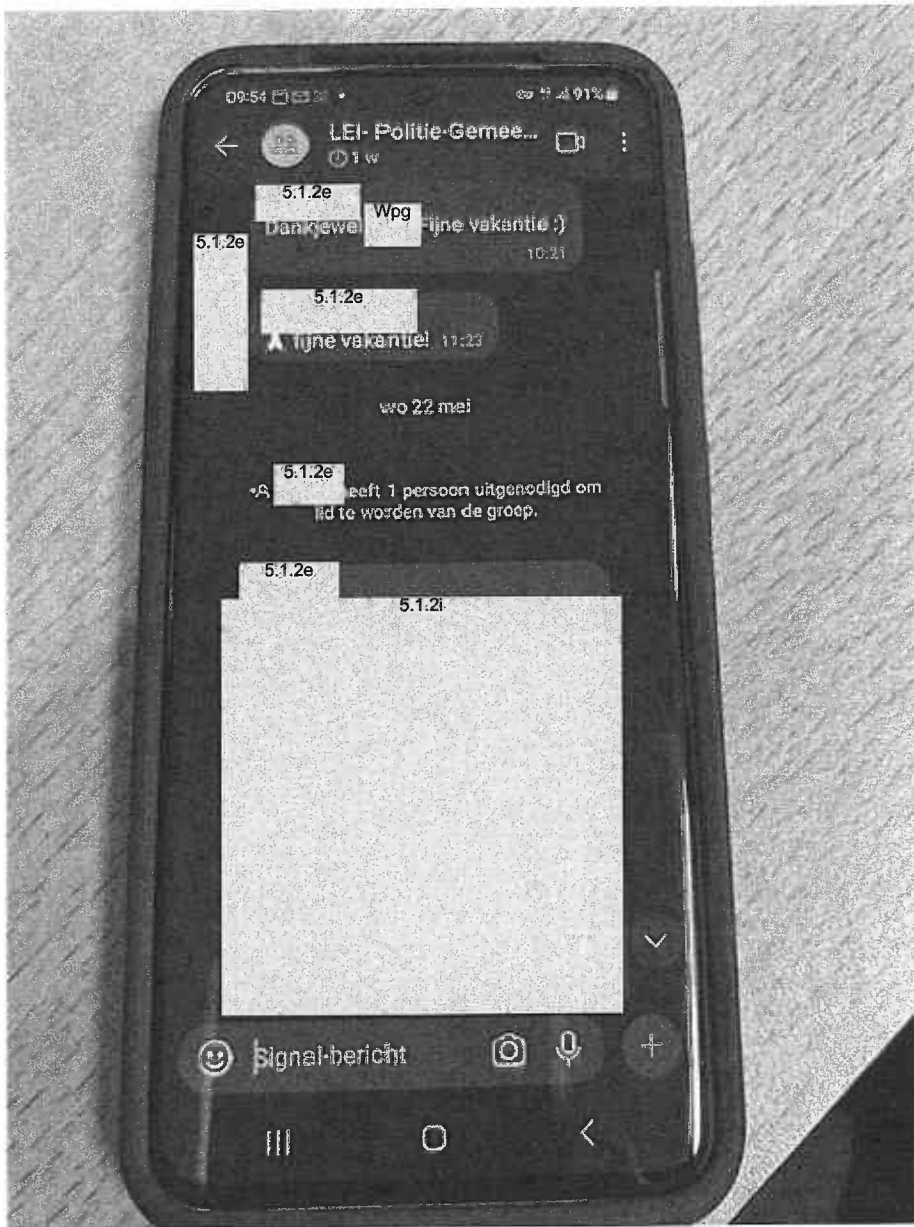 09:54 91%
LEI- Politie-Gemee...
1 w
5.1.2e
Wpg
Dankjewel Fijne vakantie :)
5.1.2e
10:21
5.1.2e
fijne vakantie! 11:23
wo 22 mei
5.1.2e
eeft 1 persoon uitgenodigd om
lid te worden van de groep.
5.1.2e
5.1.2i
Signal-bericht